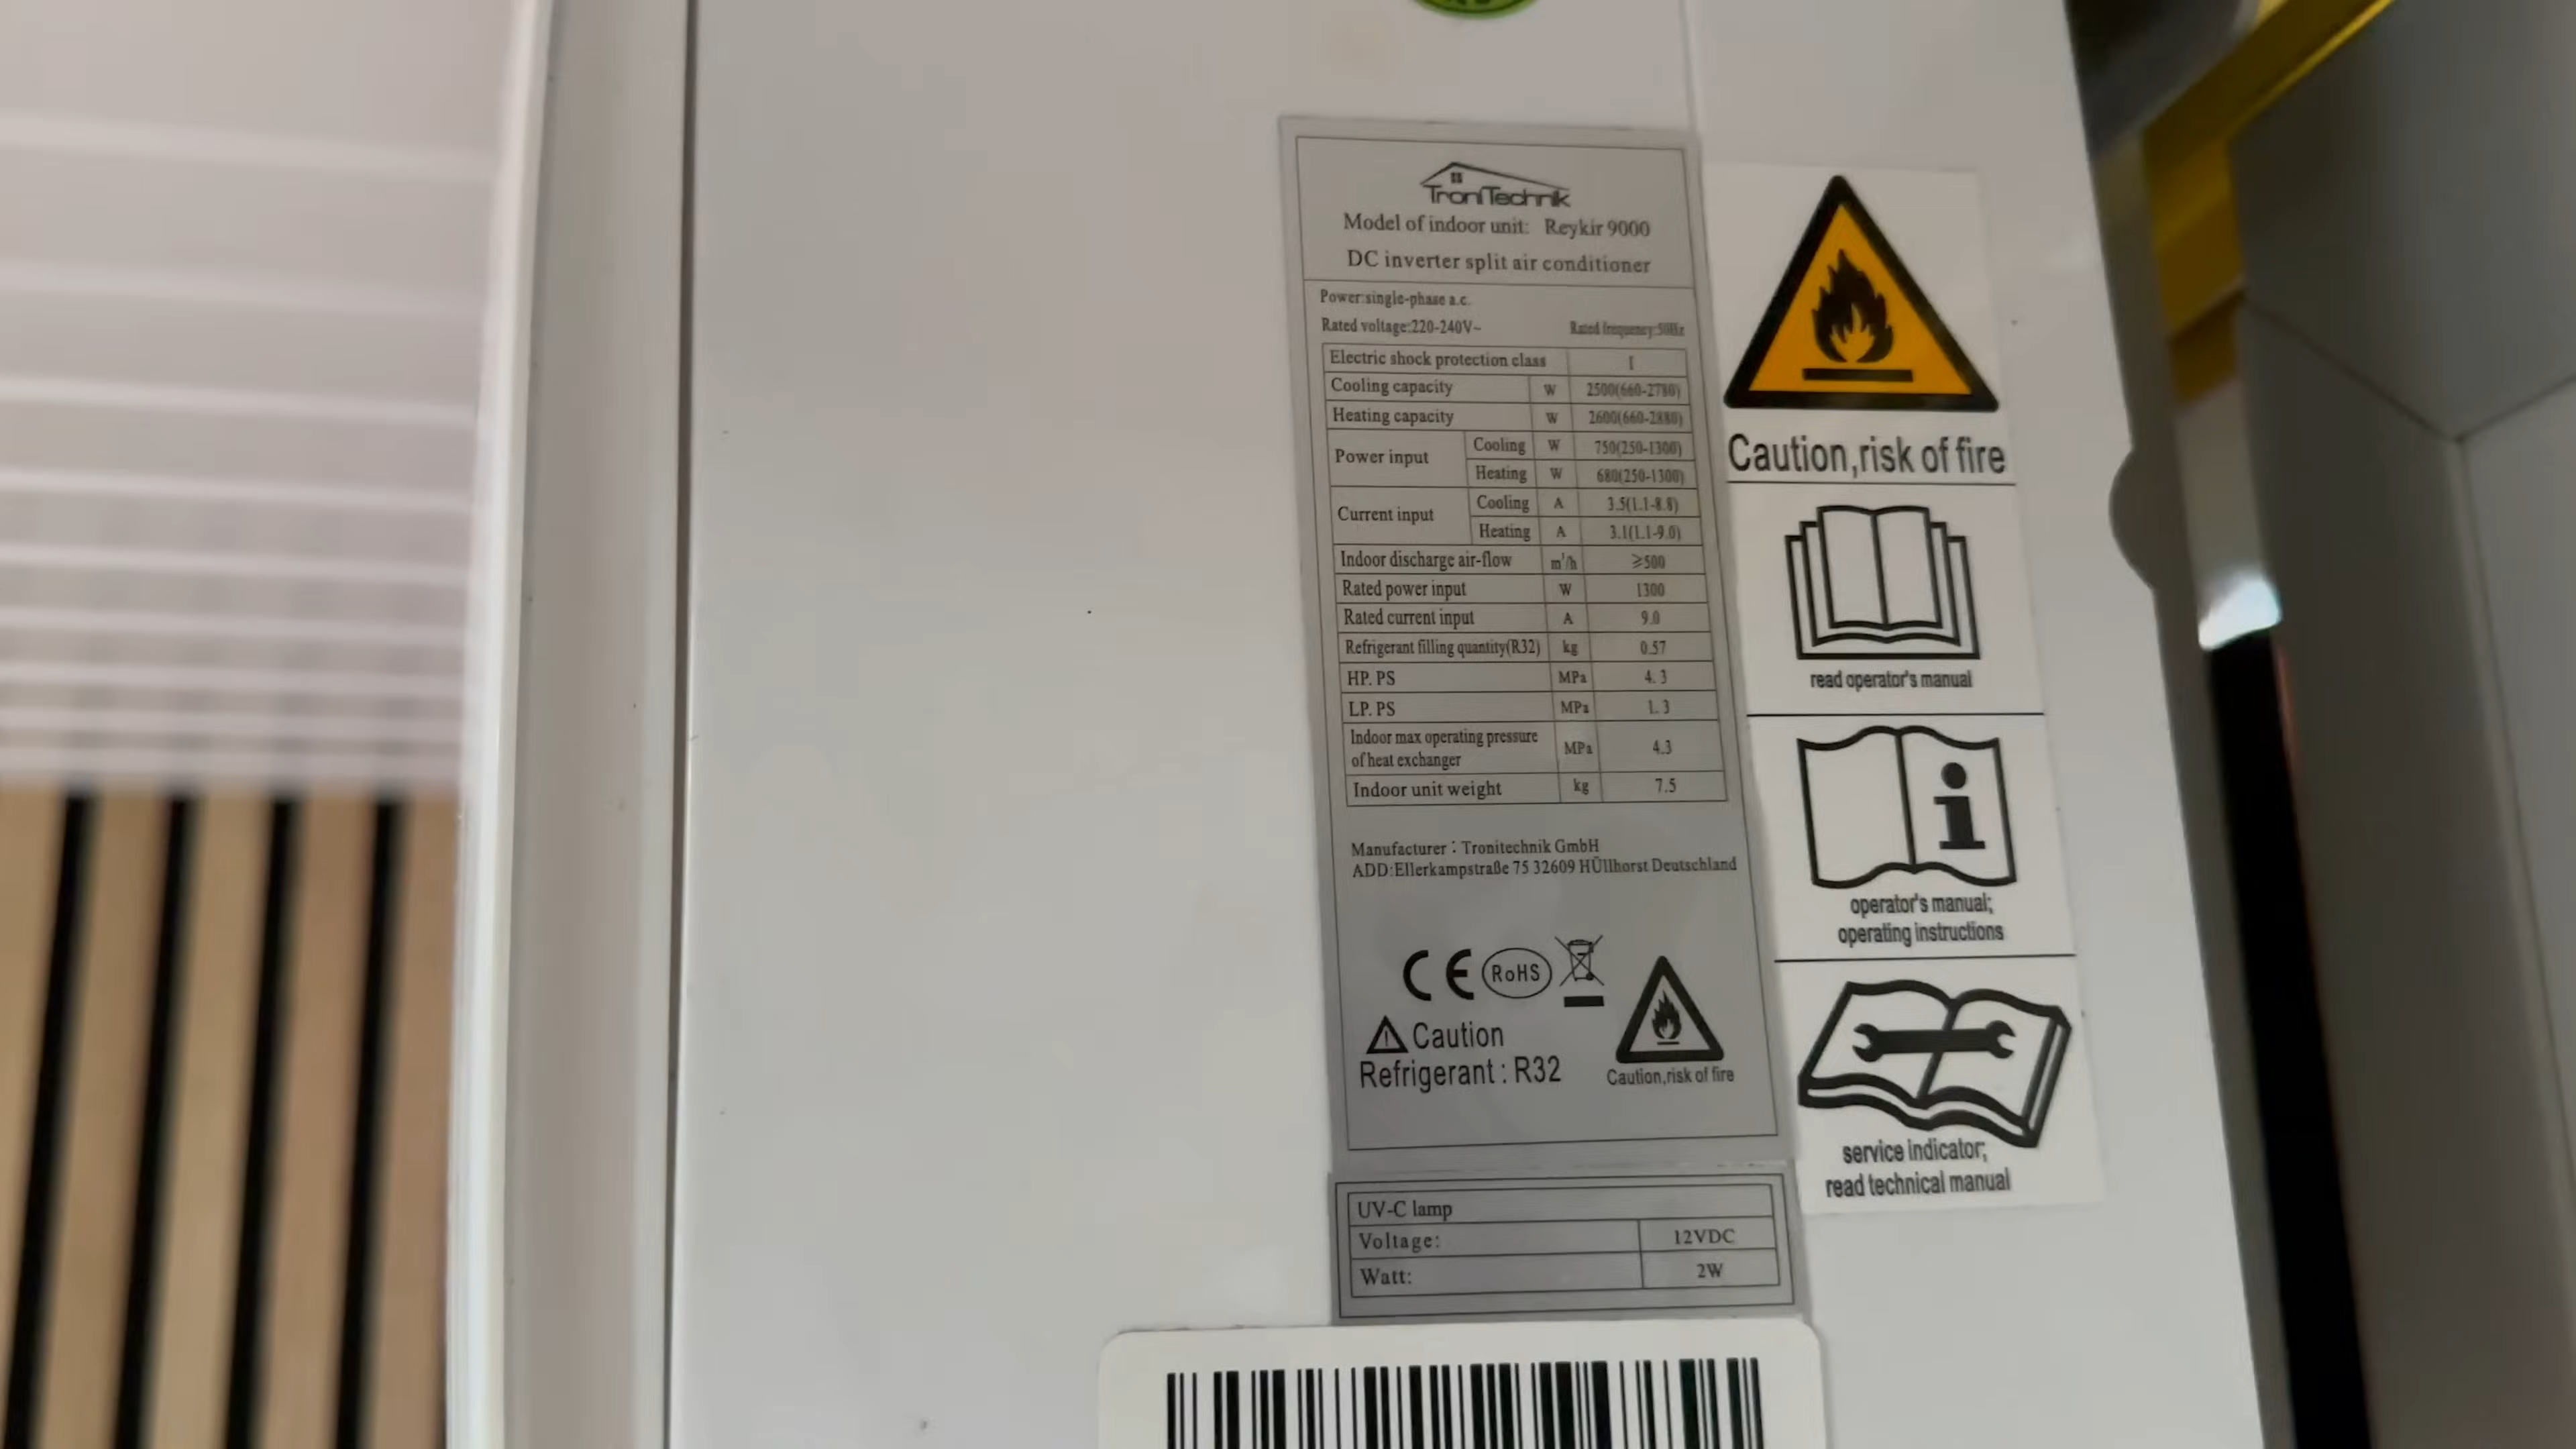 TroniTechnik
Model of indoor unit: Reykir 9000
DC inverter split air conditioner
Power:single-phase a.c.
Rated voltage:220-240V~ Rated frequency:50Hz
Electric shock protection class I
Cooling capacity W 2500(660-2780)
Heating capacity W 2600(660-2880)
Power input Cooling W 750(250-1300)
Heating W 680(250-1300)
Current input Cooling A 3.5(1.1-8.8)
Heating A 3.1(1.1-9.0)
Indoor discharge air-flow m³/h ≥500
Rated power input W 1300
Rated current input A 9.0
Refrigerant filling quantity(R32) kg 0.57
HP. PS MPa 4. 3
LP. PS MPa 1. 3
Indoor max operating pressure
of heat exchanger MPa 4.3
Indoor unit weight kg 7.5
Manufacturer : Tronitechnik GmbH
ADD:Ellerkampstraße 75 32609 HÜllhorst Deutschland
CE RoHS
Caution
Refrigerant : R32
Caution,risk of fire
UV-C lamp
Voltage: 12VDC
Watt: 2W
Caution,risk of fire
read operator's manual
operator's manual;
operating instructions
service indicator;
read technical manual